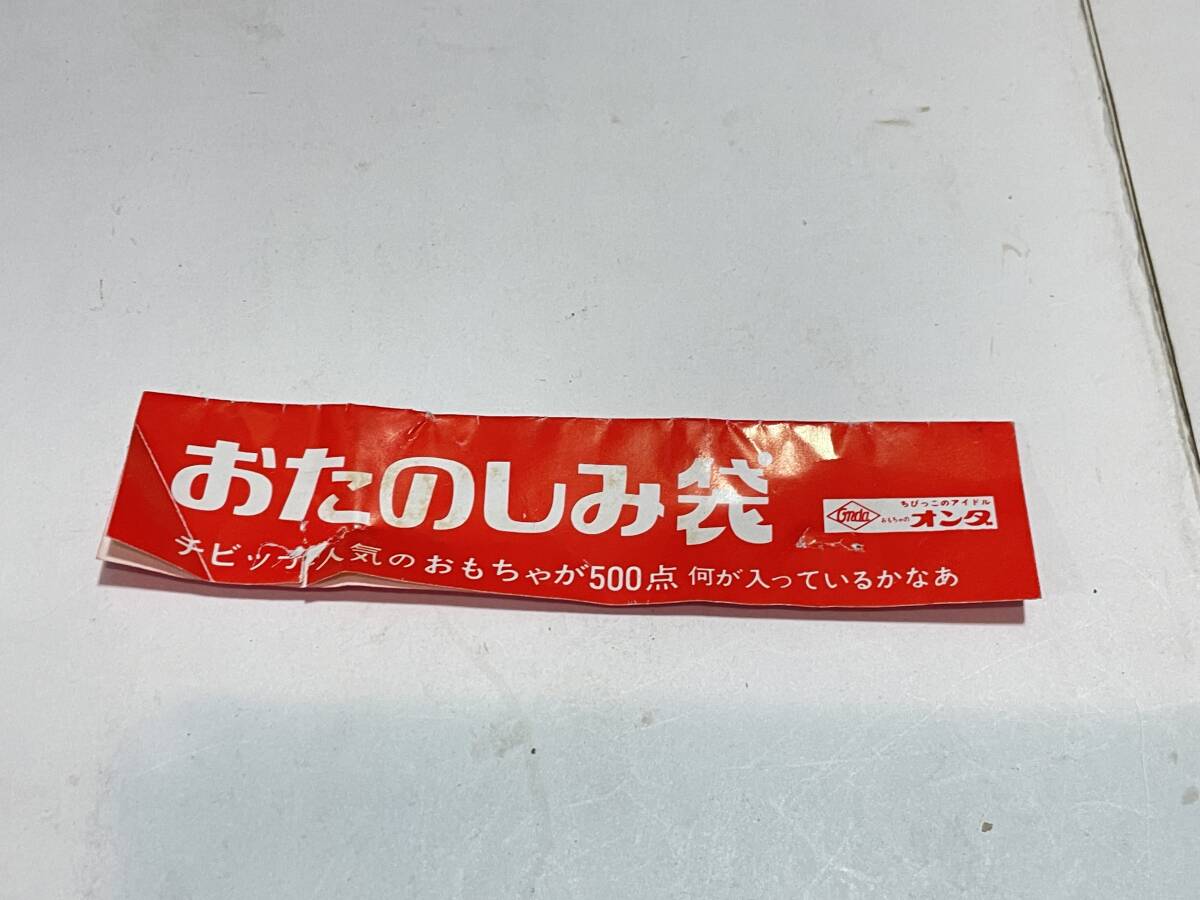 おたのしみ袋
Onda
ちびっこのアイドル
おもちゃの オンダ
チビッ子人気のおもちゃが500点 何が入っているかなあ